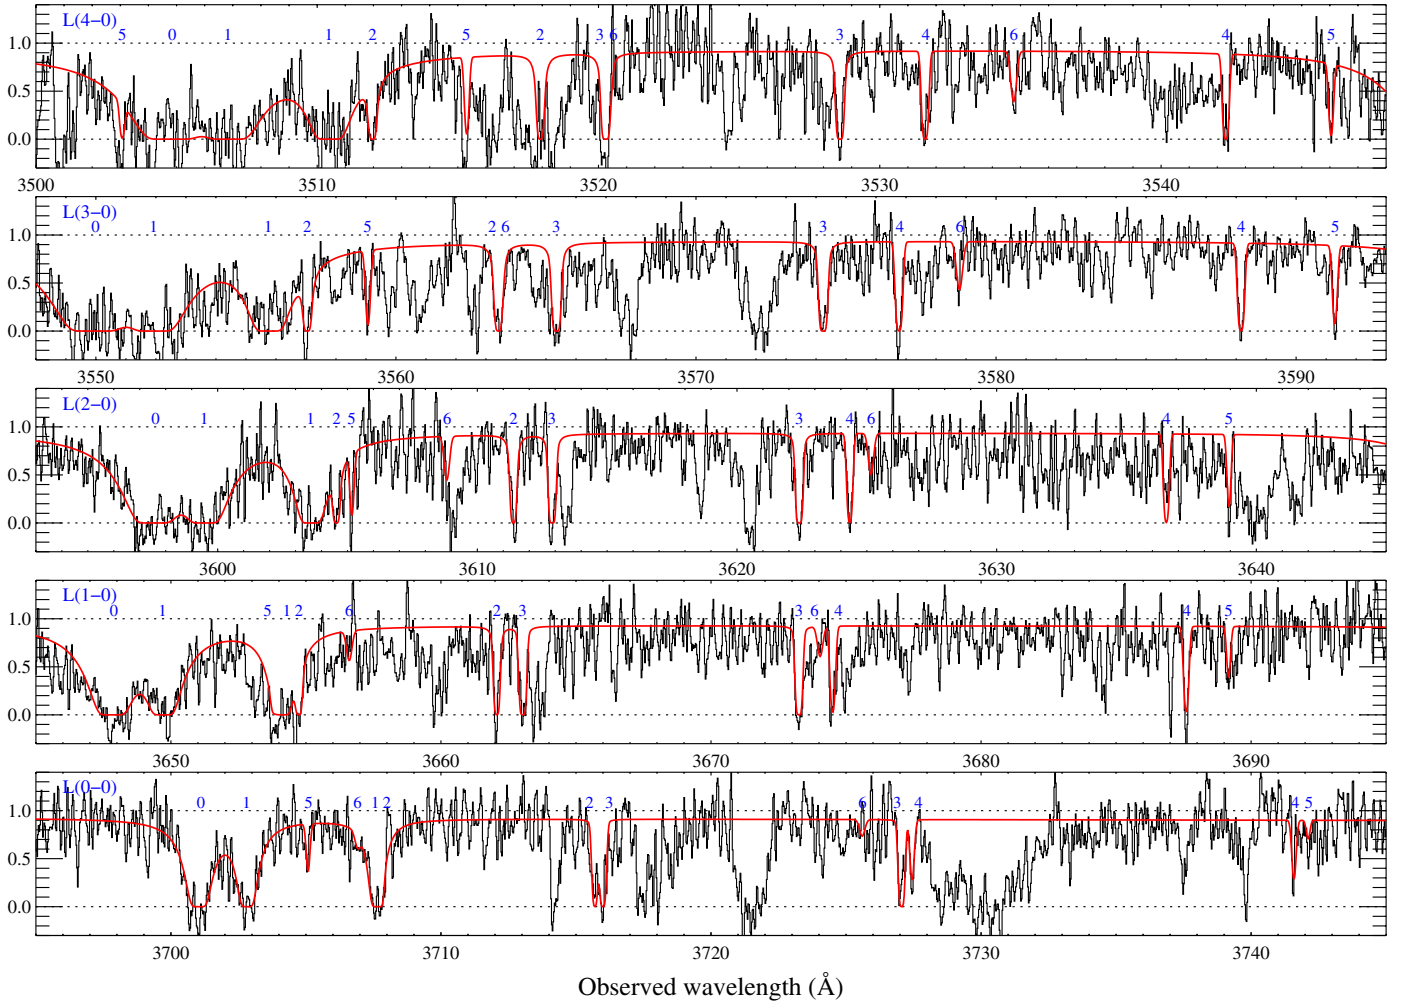 L(4−0)
5 0 1 1 2 5 2 3 6 3 4 6 4 5
1.0
0.5
0.0
3500 3510 3520 3530 3540
L(3−0)
0 1 1 2 5 2 6 3 3 4 6 4 5
1.0
0.5
0.0
3550 3560 3570 3580 3590
L(2−0)
0 1 1 2 5 6 2 3 3 4 6 4 5
1.0
0.5
0.0
3600 3610 3620 3630 3640
L(1−0)
0 1 5 1 2 6 2 3 3 6 4 4 5
1.0
0.5
0.0
3650 3660 3670 3680 3690
L(0−0)
0 1 5 6 1 2 2 3 6 3 4 4 5
1.0
0.5
0.0
3700 3710 3720 3730 3740
Observed wavelength (Å)